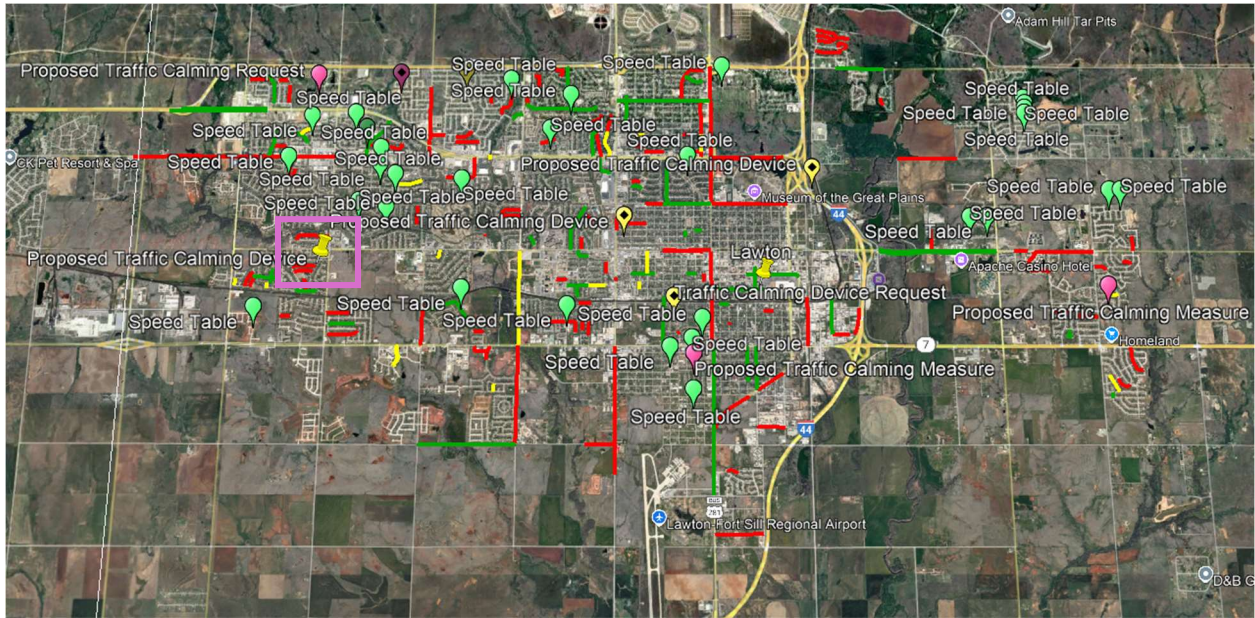 Adam Hill Tar Pits
Proposed Traffic Calming Request
Speed Table
Speed Table
Speed Table
Speed Table
Speed Table
Speed Table
Speed Table
Speed Table
Speed Table
Speed Table
Speed Table
Speed Table
Speed Table
CK Pet Resort & Spa
Speed Table
Speed Table
Proposed Traffic Calming Device
Speed Table
Speed Table
Speed Table
Speed Table
Speed Table
Museum of the Great Plains
Speed Table
Proposed Traffic Calming Device
44
Speed Table
Speed Table
Proposed Traffic Calming Device
Lawton
Apache Casino Hotel
Traffic Calming Device Request
Speed Table
Speed Table
Speed Table
Speed Table
Proposed Traffic Calming Measure
Speed Table
7
Homeland
Speed Table
Proposed Traffic Calming Measure
Speed Table
44
BUS
281
Lawton-Fort Sill Regional Airport
D&B G